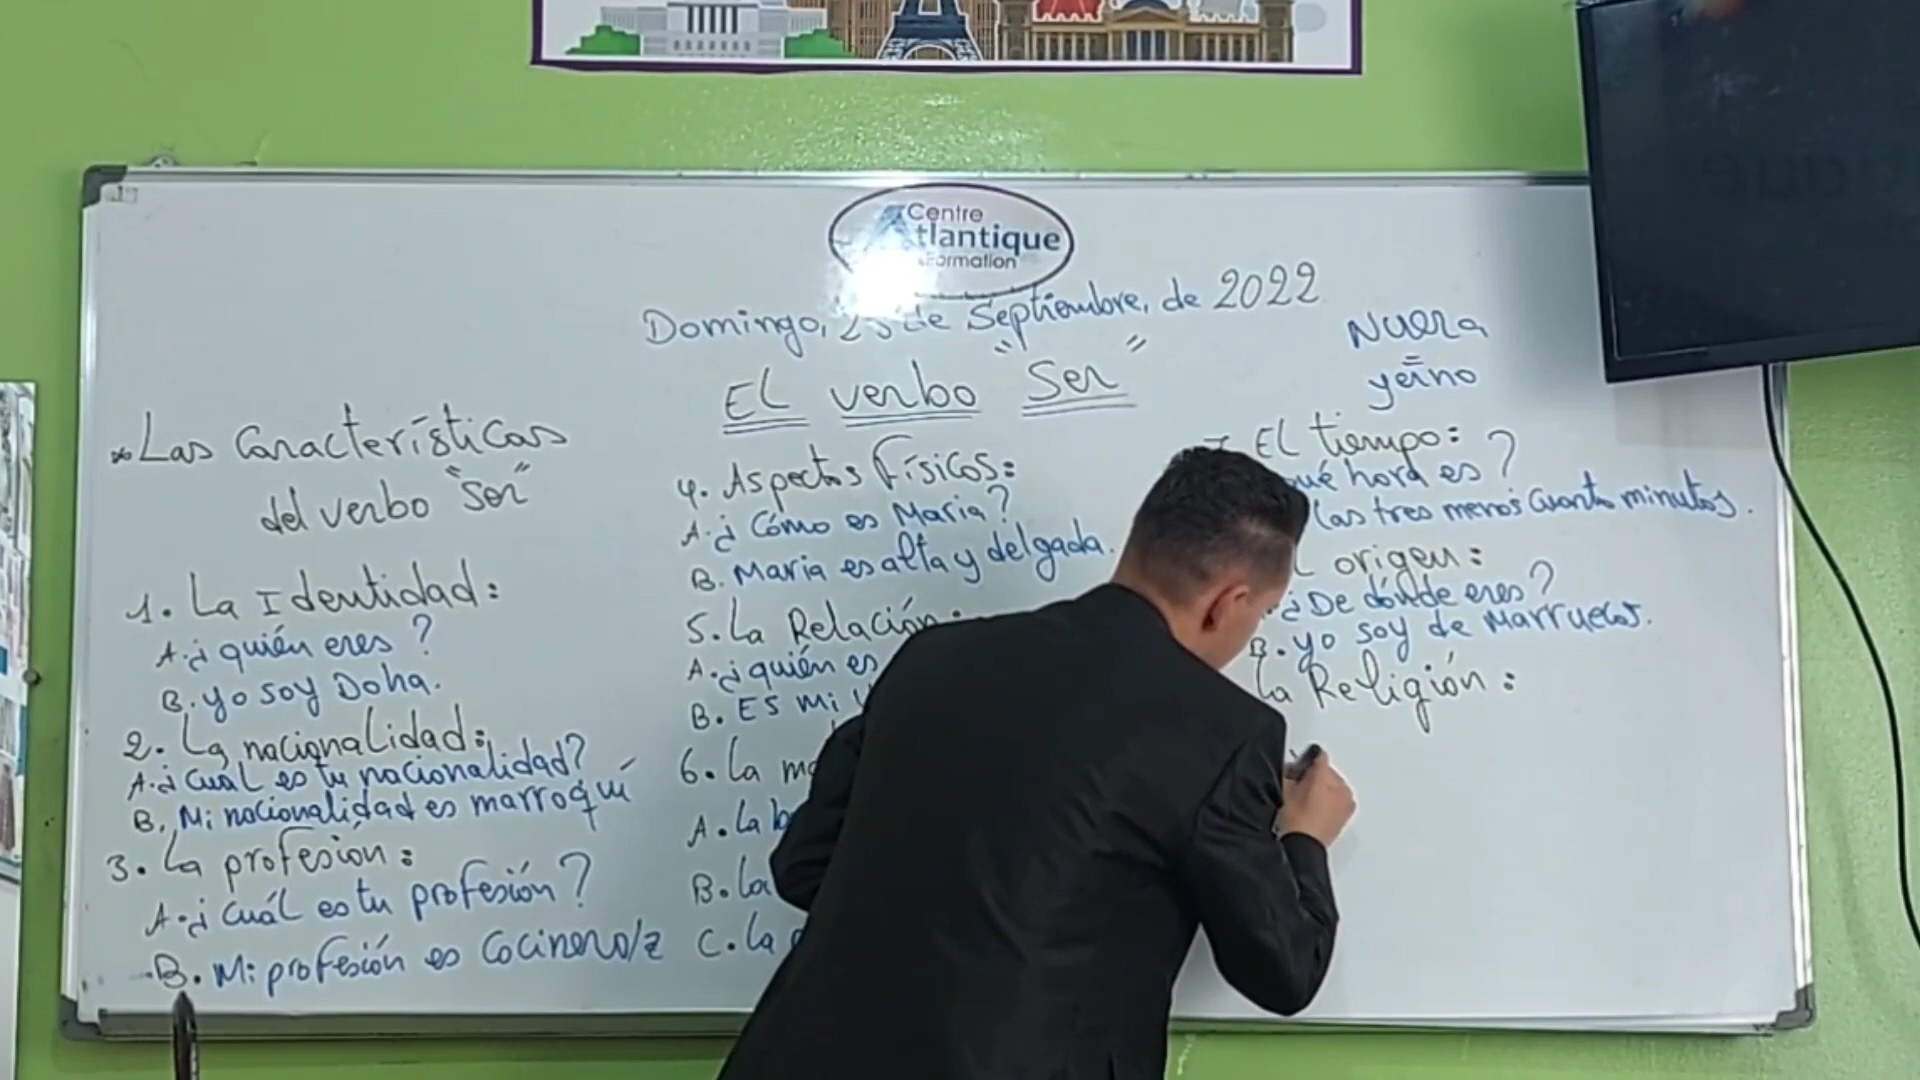 Centre
Atlantique
Formation
Domingo, 25 de Septiembre, de 2022
El verbo "Ser"
Nuera
=
yerno
* Las Características
del verbo "Ser"
1. La Identidad:
A. ¿quién eres?
B. yo soy Doha.
2. La nacionalidad:
A. ¿Cual es tu nacionalidad?
B. Mi nacionalidad es marroquí
3. La profesión:
A. ¿Cuál es tu profesión?
B. Mi profesión es Cocinero/a
4. Aspectos Físicos:
A. ¿Cómo es Maria?
B. Maria es alta y delgada.
5. La Relación:
A. ¿quién es
B. Es mi
6. La
A. La
B. La
C. La
El tiempo:
qué hora es?
las tres menos cuarto minutos.
origen:
¿De dónde eres?
B. yo soy de Marruecos.
La Religión: